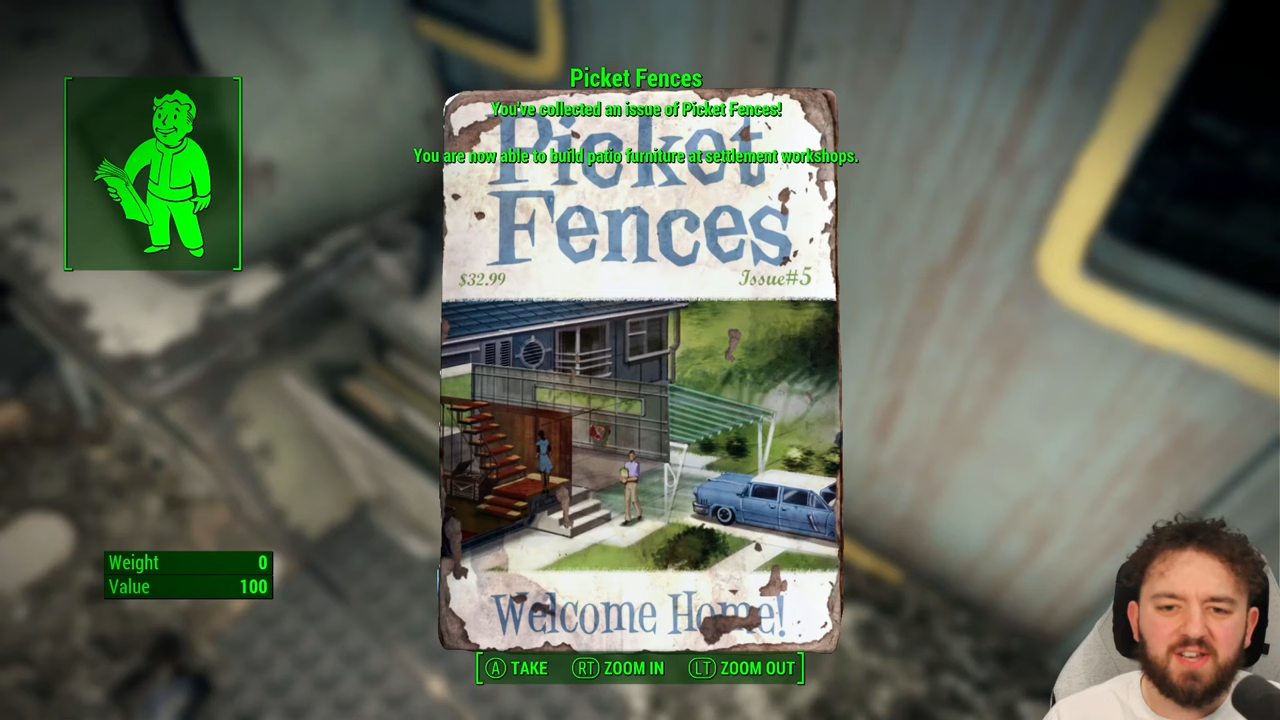 Picket Fences
You've collected an issue of Picket Fences!
You are now able to build patio furniture at settlement workshops.
Picket
Fences
$32.99
Issue#5
Welcome Home!
Weight 0
Value 100
A TAKE RT ZOOM IN LT ZOOM OUT